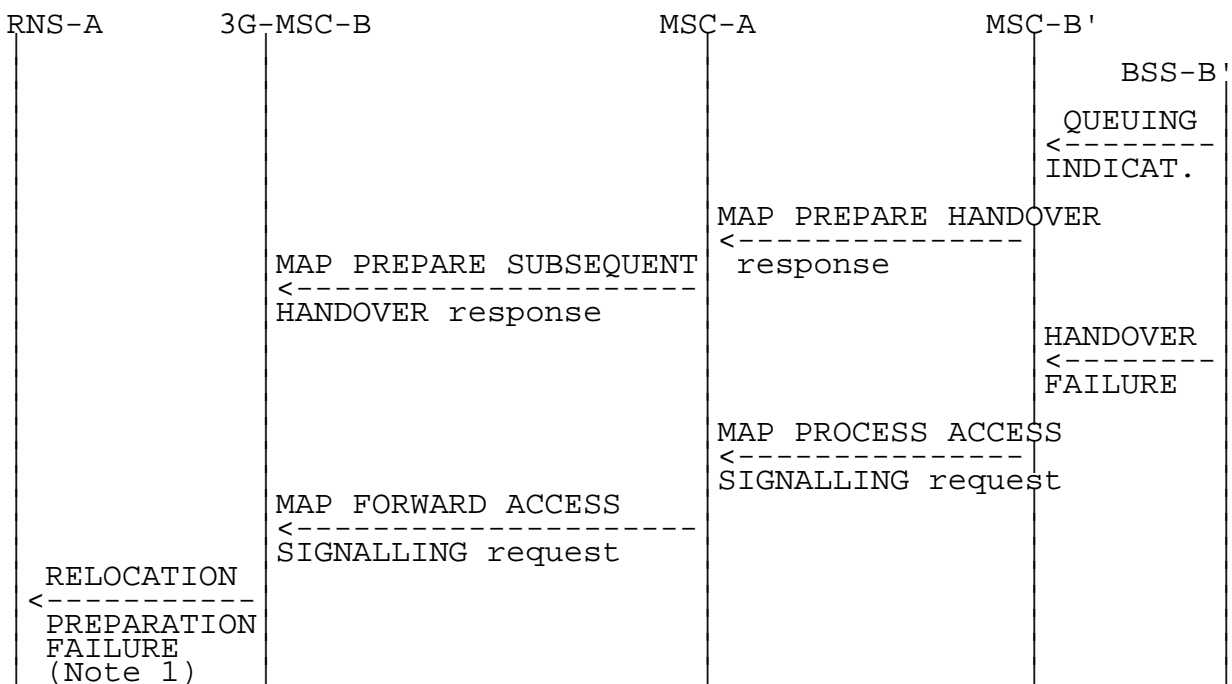 RNS-A 3G-MSC-B MSC-A MSC-B'
BSS-B'
QUEUING
<--------
INDICAT.
MAP PREPARE HANDOVER
<---------------
MAP PREPARE SUBSEQUENT response
<---------------------
HANDOVER response
HANDOVER
<--------
FAILURE
MAP PROCESS ACCESS
<---------------
SIGNALLING request
MAP FORWARD ACCESS
<---------------------
SIGNALLING request
RELOCATION
<-----------
PREPARATION
FAILURE
(Note 1)